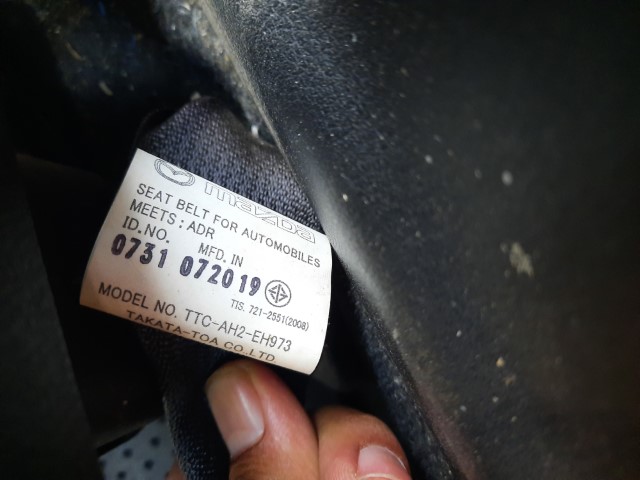 mazda
SEAT BELT FOR AUTOMOBILES
MEETS : ADR
ID.NO. MFD. IN
0731 072019
TIS. 721-2551(2008)
MODEL NO. TTC-AH2-EH973
TAKATA-TOA CO.,LTD.